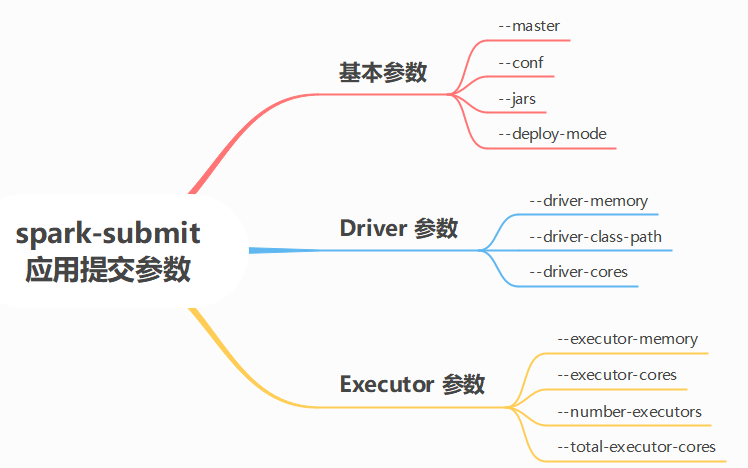 spark-submit
应用提交参数
基本参数
--master
--conf
--jars
--deploy-mode
Driver 参数
--driver-memory
--driver-class-path
--driver-cores
Executor 参数
--executor-memory
--executor-cores
--number-executors
--total-executor-cores